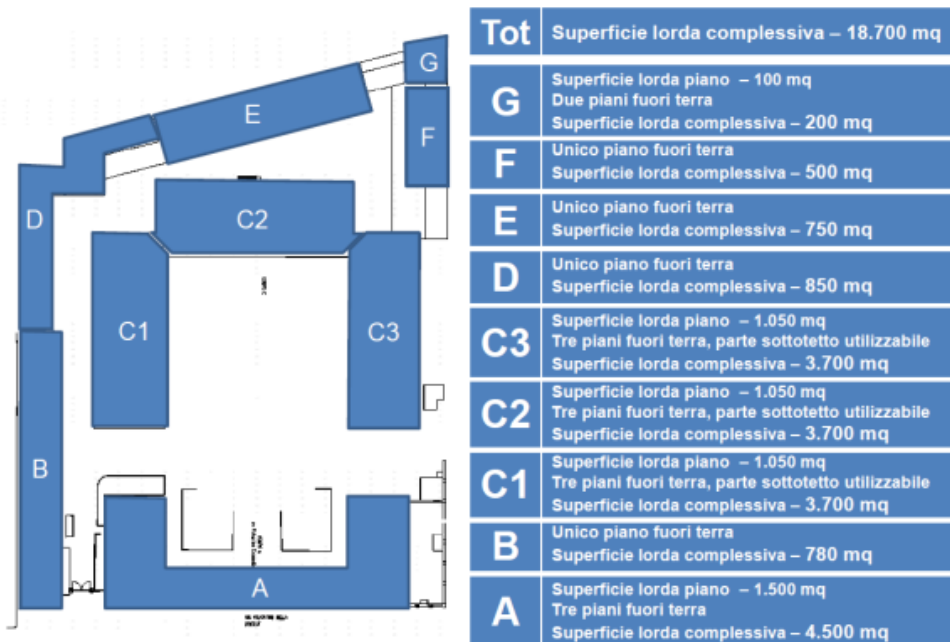 Tot Superficie lorda complessiva – 18.700 mq
G
Superficie lorda piano – 100 mq
Due piani fuori terra
Superficie lorda complessiva – 200 mq
F
Unico piano fuori terra
Superficie lorda complessiva – 500 mq
E
Unico piano fuori terra
Superficie lorda complessiva – 750 mq
D
Unico piano fuori terra
Superficie lorda complessiva – 850 mq
C3
Superficie lorda piano – 1.050 mq
Tre piani fuori terra, parte sottotetto utilizzabile
Superficie lorda complessiva – 3.700 mq
C2
Superficie lorda piano – 1.050 mq
Tre piani fuori terra, parte sottotetto utilizzabile
Superficie lorda complessiva – 3.700 mq
C1
Superficie lorda piano – 1.050 mq
Tre piani fuori terra, parte sottotetto utilizzabile
Superficie lorda complessiva – 3.700 mq
B
Unico piano fuori terra
Superficie lorda complessiva – 780 mq
A
Superficie lorda piano – 1.500 mq
Tre piani fuori terra
Superficie lorda complessiva – 4.500 mq
G
E
F
D
C2
C1
C3
B
A